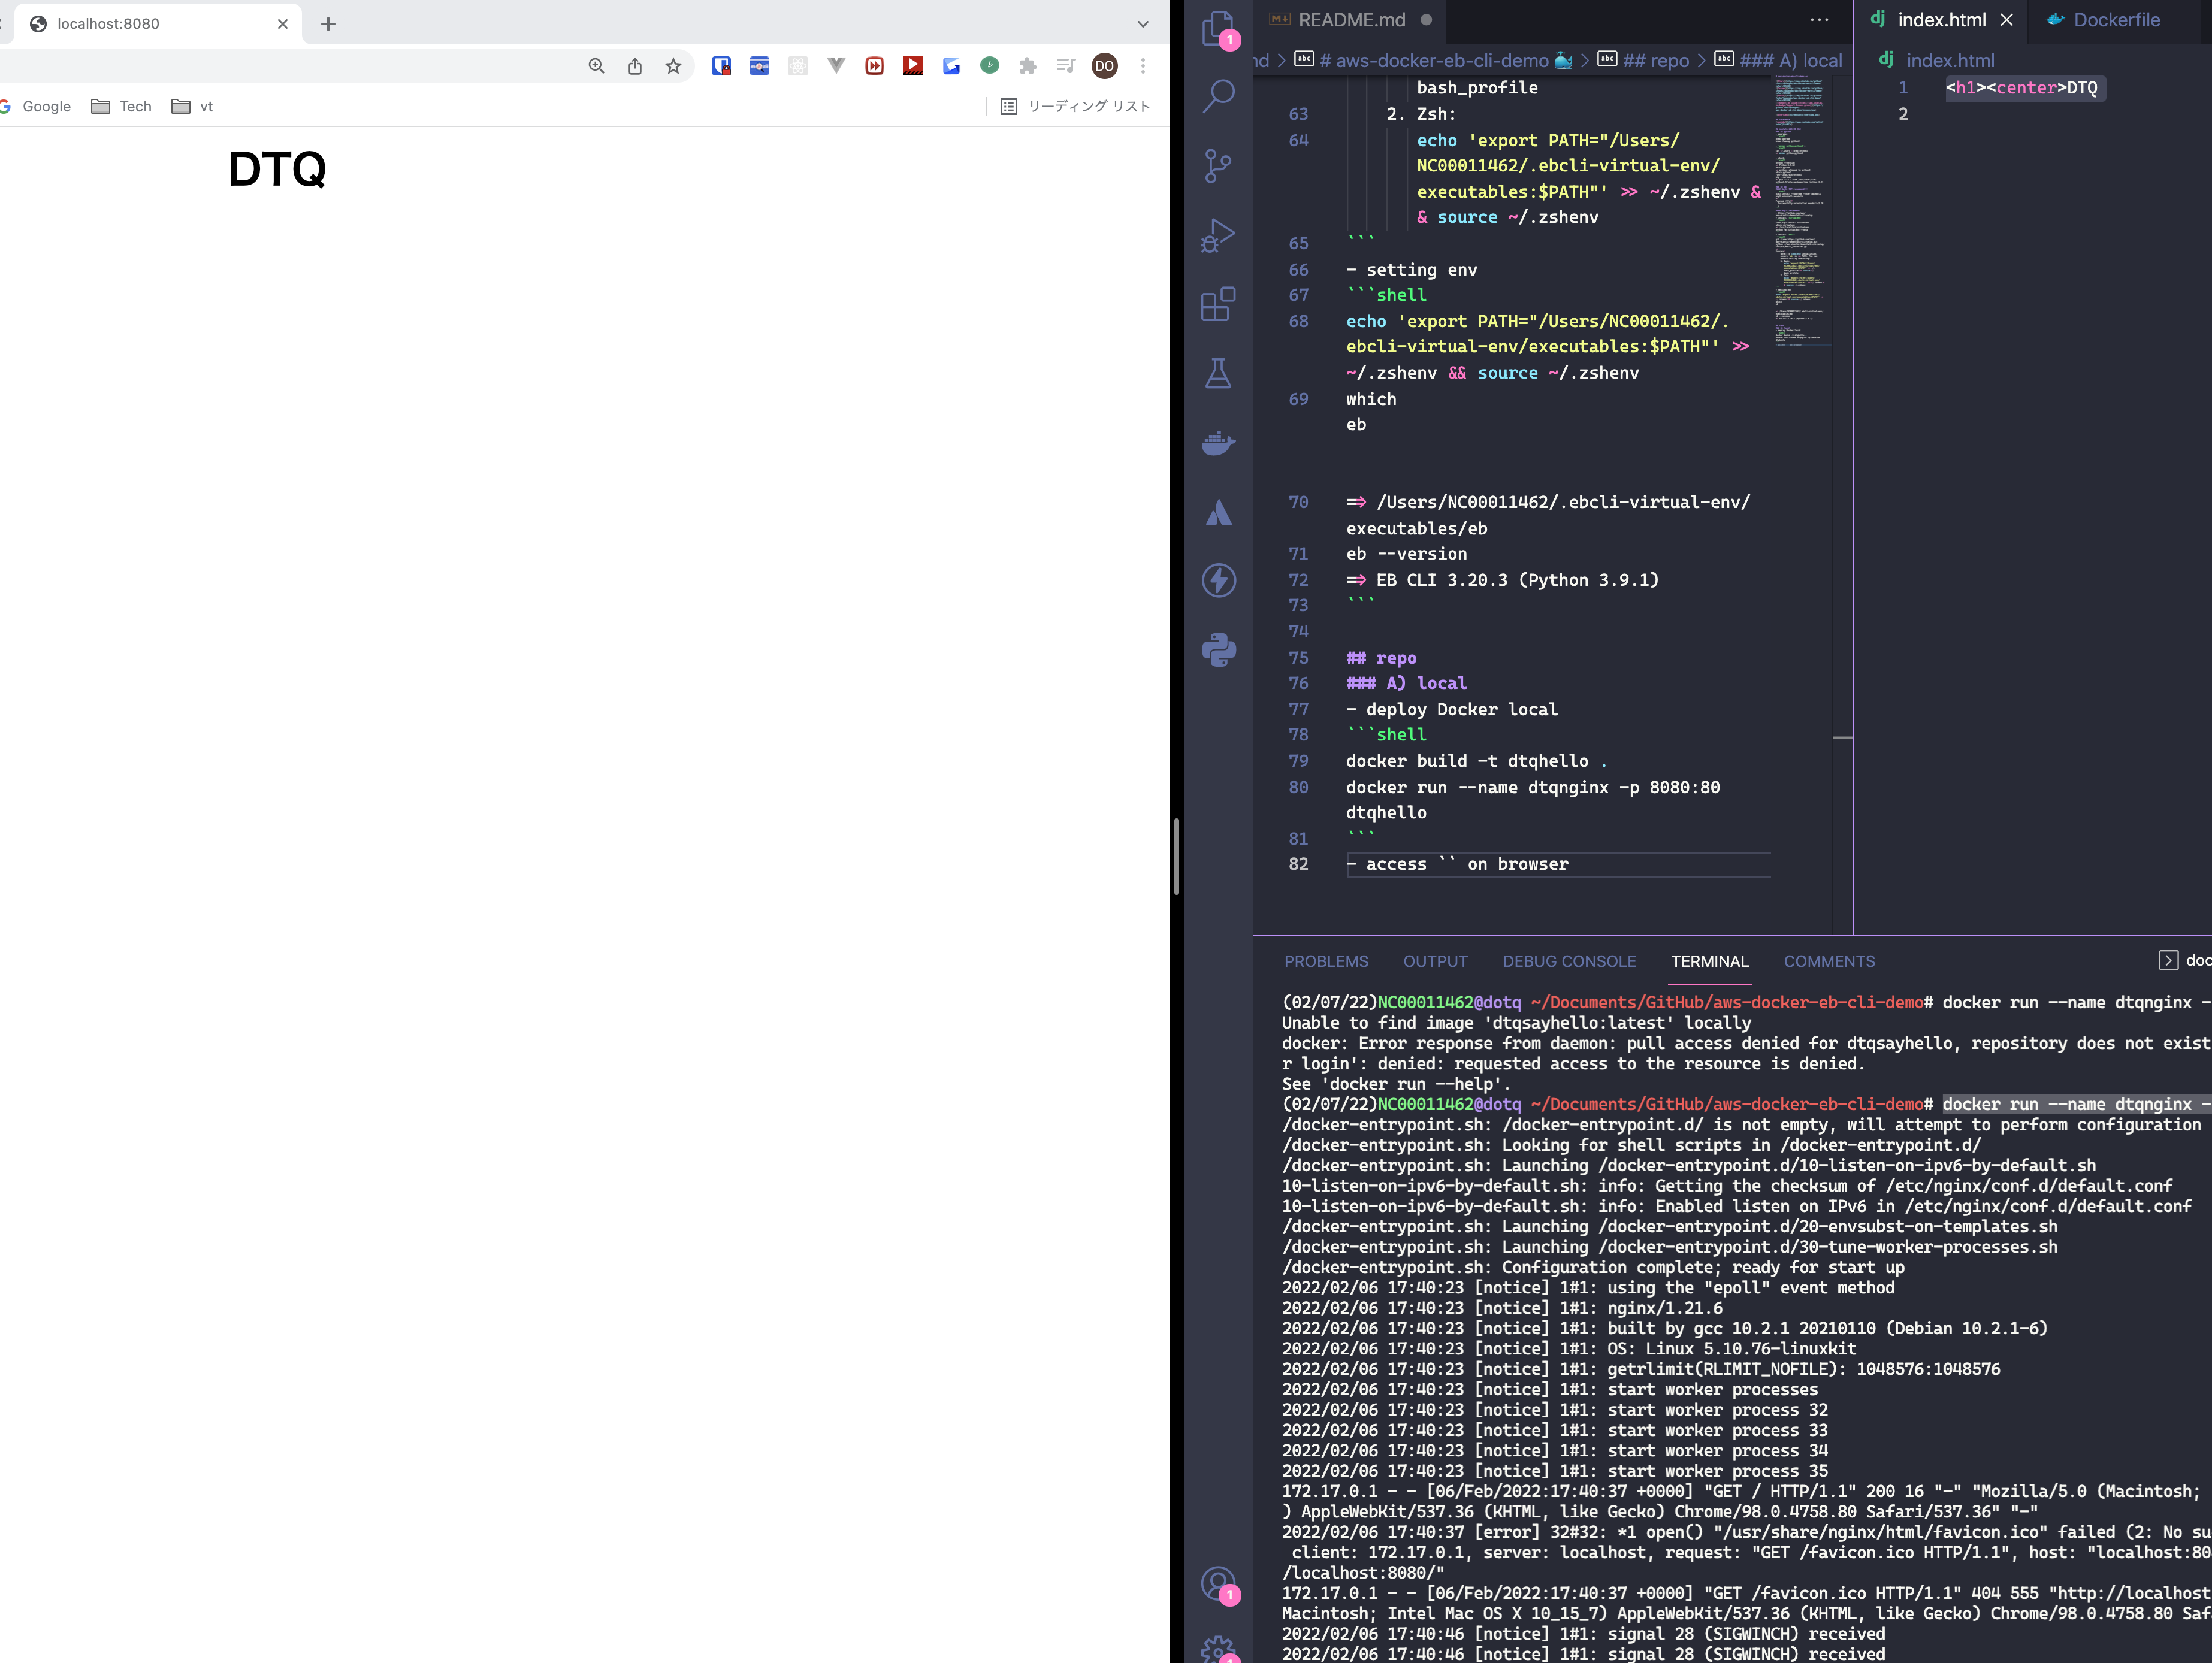 localhost:8080
DO
Google
Tech
vt
リーディング リスト
DTQ
README.md
nd > # aws-docker-eb-cli-demo🐳 > ## repo > ### A) local
bash_profile
63 2. Zsh:
64 echo 'export PATH="/Users/
NC00011462/.ebcli-virtual-env/
executables:$PATH"' >> ~/.zshenv &
& source ~/.zshenv
65 ```
66 - setting env
67 ```shell
68 echo 'export PATH="/Users/NC00011462/.
ebcli-virtual-env/executables:$PATH"' >>
~/.zshenv && source ~/.zshenv
69 which
eb
70 => /Users/NC00011462/.ebcli-virtual-env/
executables/eb
71 eb --version
72 => EB CLI 3.20.3 (Python 3.9.1)
73 ```
74
75 ## repo
76 ### A) local
77 - deploy Docker local
78 ```shell
79 docker build -t dtqhello .
80 docker run --name dtqnginx -p 8080:80
dtqhello
81 ```
82 - access `` on browser
dj index.html
Dockerfile
dj index.html
1 <h1><center>DTQ
2
PROBLEMS
OUTPUT
DEBUG CONSOLE
TERMINAL
COMMENTS
doc
(02/07/22)NC00011462@dotq ~/Documents/GitHub/aws-docker-eb-cli-demo# docker run --name dtqnginx -
Unable to find image 'dtqsayhello:latest' locally
docker: Error response from daemon: pull access denied for dtqsayhello, repository does not exist
r login': denied: requested access to the resource is denied.
See 'docker run --help'.
(02/07/22)NC00011462@dotq ~/Documents/GitHub/aws-docker-eb-cli-demo# docker run --name dtqnginx -
/docker-entrypoint.sh: /docker-entrypoint.d/ is not empty, will attempt to perform configuration
/docker-entrypoint.sh: Looking for shell scripts in /docker-entrypoint.d/
/docker-entrypoint.sh: Launching /docker-entrypoint.d/10-listen-on-ipv6-by-default.sh
10-listen-on-ipv6-by-default.sh: info: Getting the checksum of /etc/nginx/conf.d/default.conf
10-listen-on-ipv6-by-default.sh: info: Enabled listen on IPv6 in /etc/nginx/conf.d/default.conf
/docker-entrypoint.sh: Launching /docker-entrypoint.d/20-envsubst-on-templates.sh
/docker-entrypoint.sh: Launching /docker-entrypoint.d/30-tune-worker-processes.sh
/docker-entrypoint.sh: Configuration complete; ready for start up
2022/02/06 17:40:23 [notice] 1#1: using the "epoll" event method
2022/02/06 17:40:23 [notice] 1#1: nginx/1.21.6
2022/02/06 17:40:23 [notice] 1#1: built by gcc 10.2.1 20210110 (Debian 10.2.1-6)
2022/02/06 17:40:23 [notice] 1#1: OS: Linux 5.10.76-linuxkit
2022/02/06 17:40:23 [notice] 1#1: getrlimit(RLIMIT_NOFILE): 1048576:1048576
2022/02/06 17:40:23 [notice] 1#1: start worker processes
2022/02/06 17:40:23 [notice] 1#1: start worker process 32
2022/02/06 17:40:23 [notice] 1#1: start worker process 33
2022/02/06 17:40:23 [notice] 1#1: start worker process 34
2022/02/06 17:40:23 [notice] 1#1: start worker process 35
172.17.0.1 - - [06/Feb/2022:17:40:37 +0000] "GET / HTTP/1.1" 200 16 "-" "Mozilla/5.0 (Macintosh;
) AppleWebKit/537.36 (KHTML, like Gecko) Chrome/98.0.4758.80 Safari/537.36" "-"
2022/02/06 17:40:37 [error] 32#32: *1 open() "/usr/share/nginx/html/favicon.ico" failed (2: No su
client: 172.17.0.1, server: localhost, request: "GET /favicon.ico HTTP/1.1", host: "localhost:80
/localhost:8080/"
172.17.0.1 - - [06/Feb/2022:17:40:37 +0000] "GET /favicon.ico HTTP/1.1" 404 555 "http://localhost
Macintosh; Intel Mac OS X 10_15_7) AppleWebKit/537.36 (KHTML, like Gecko) Chrome/98.0.4758.80 Saf
2022/02/06 17:40:46 [notice] 1#1: signal 28 (SIGWINCH) received
2022/02/06 17:40:46 [notice] 1#1: signal 28 (SIGWINCH) received